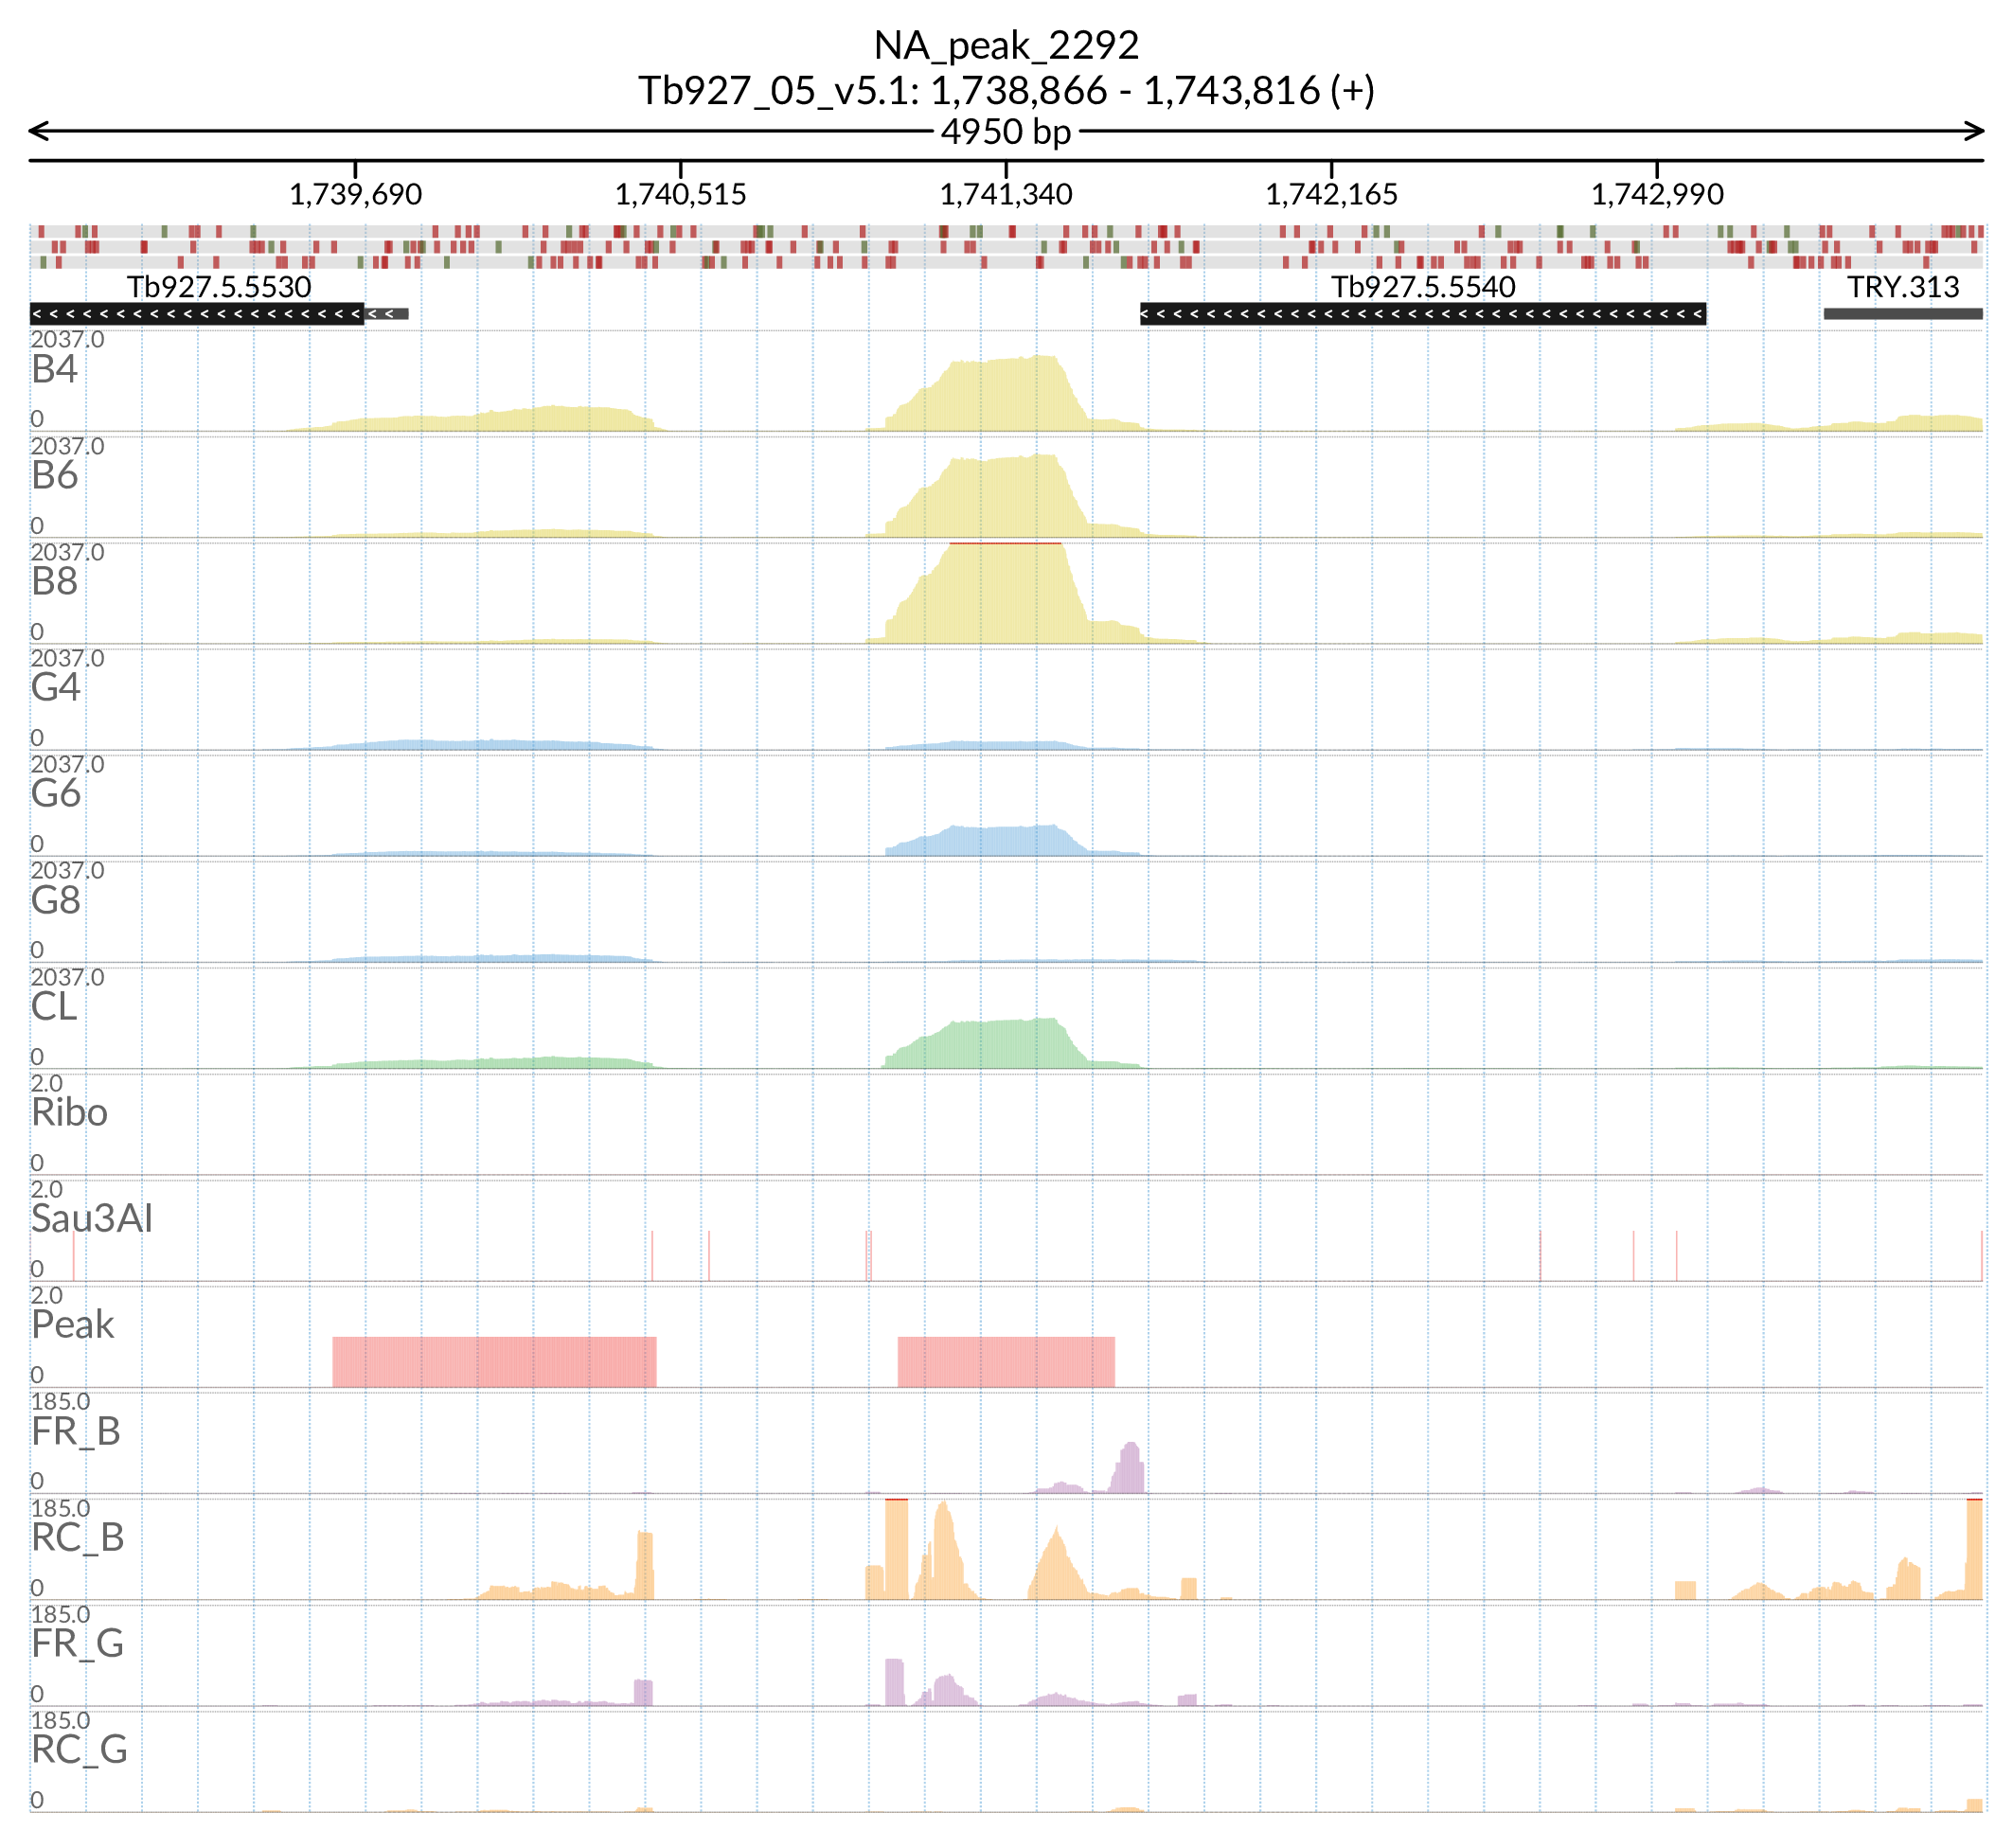 NA_peak_2292
Tb927_05_v5.1: 1,738,866 - 1,743,816 (+)
4950 bp
1,739,690 1,740,515 1,741,340 1,742,165 1,742,990
Tb927.5.5530 Tb927.5.5540 TRY.313
2037.0
B4
0
2037.0
B6
0
2037.0
B8
0
2037.0
G4
0
2037.0
G6
0
2037.0
G8
0
2037.0
CL
0
2.0
Ribo
0
2.0
Sau3AI
0
2.0
Peak
0
185.0
FR_B
0
185.0
RC_B
0
185.0
FR_G
0
185.0
RC_G
0